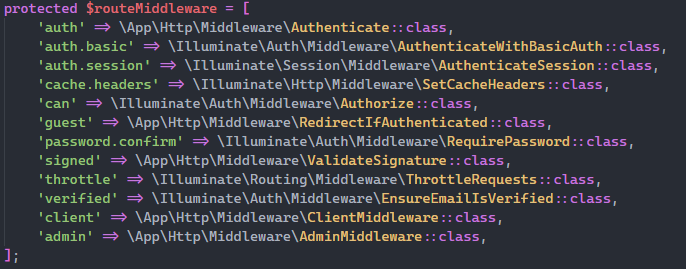 protected $routeMiddleware = [
'auth' => \App\Http\Middleware\Authenticate::class,
'auth.basic' => \Illuminate\Auth\Middleware\AuthenticateWithBasicAuth::class,
'auth.session' => \Illuminate\Session\Middleware\AuthenticateSession::class,
'cache.headers' => \Illuminate\Http\Middleware\SetCacheHeaders::class,
'can' => \Illuminate\Auth\Middleware\Authorize::class,
'guest' => \App\Http\Middleware\RedirectIfAuthenticated::class,
'password.confirm' => \Illuminate\Auth\Middleware\RequirePassword::class,
'signed' => \App\Http\Middleware\ValidateSignature::class,
'throttle' => \Illuminate\Routing\Middleware\ThrottleRequests::class,
'verified' => \Illuminate\Auth\Middleware\EnsureEmailIsVerified::class,
'client' => \App\Http\Middleware\ClientMiddleware::class,
'admin' => \App\Http\Middleware\AdminMiddleware::class,
];